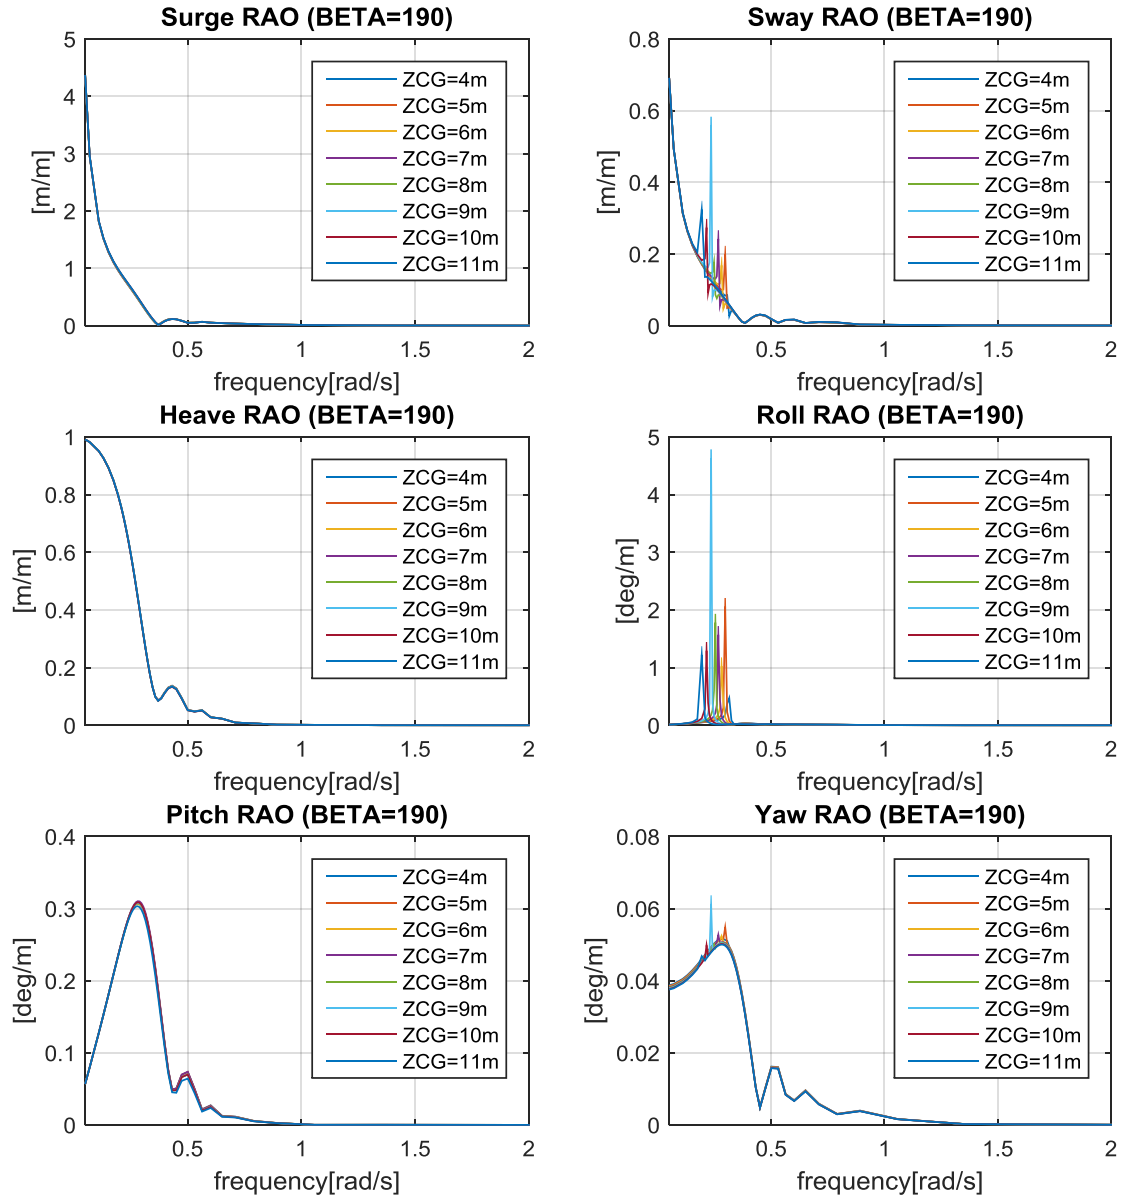 Surge RAO (BETA=190)
5
4
3
2
1
0
[m/m]
0.5
1
1.5
2
frequency[rad/s]
ZCG=4m
ZCG=5m
ZCG=6m
ZCG=7m
ZCG=8m
ZCG=9m
ZCG=10m
ZCG=11m
Sway RAO (BETA=190)
0.8
0.6
0.4
0.2
0
[m/m]
0.5
1
1.5
2
frequency[rad/s]
ZCG=4m
ZCG=5m
ZCG=6m
ZCG=7m
ZCG=8m
ZCG=9m
ZCG=10m
ZCG=11m
Heave RAO (BETA=190)
1
0.8
0.6
0.4
0.2
0
[m/m]
0.5
1
1.5
2
frequency[rad/s]
ZCG=4m
ZCG=5m
ZCG=6m
ZCG=7m
ZCG=8m
ZCG=9m
ZCG=10m
ZCG=11m
Roll RAO (BETA=190)
5
4
3
2
1
0
[deg/m]
0.5
1
1.5
2
frequency[rad/s]
ZCG=4m
ZCG=5m
ZCG=6m
ZCG=7m
ZCG=8m
ZCG=9m
ZCG=10m
ZCG=11m
Pitch RAO (BETA=190)
0.4
0.3
0.2
0.1
0
[deg/m]
0.5
1
1.5
2
frequency[rad/s]
ZCG=4m
ZCG=5m
ZCG=6m
ZCG=7m
ZCG=8m
ZCG=9m
ZCG=10m
ZCG=11m
Yaw RAO (BETA=190)
0.08
0.06
0.04
0.02
0
[deg/m]
0.5
1
1.5
2
frequency[rad/s]
ZCG=4m
ZCG=5m
ZCG=6m
ZCG=7m
ZCG=8m
ZCG=9m
ZCG=10m
ZCG=11m